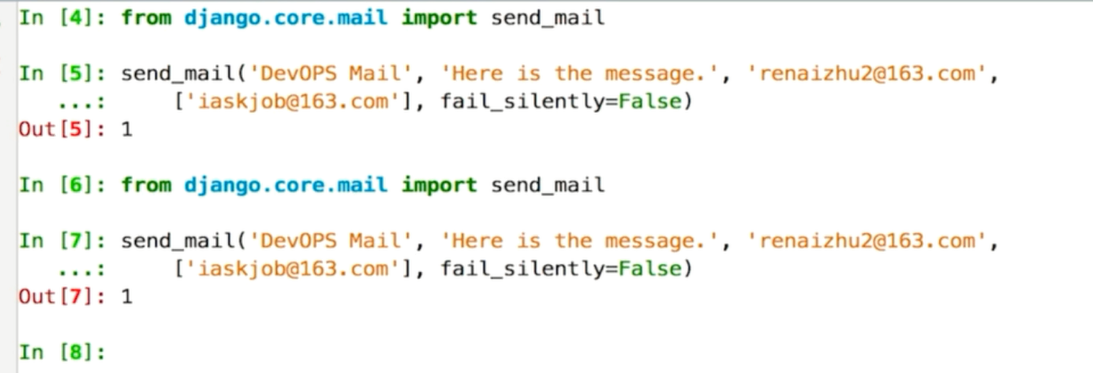 In [4]: from django.core.mail import send_mail
In [5]: send_mail('DevOPS Mail', 'Here is the message.', 'renaizhu2@163.com',
   ...:     ['iaskjob@163.com'], fail_silently=False)
Out[5]: 1
In [6]: from django.core.mail import send_mail
In [7]: send_mail('DevOPS Mail', 'Here is the message.', 'renaizhu2@163.com',
   ...:     ['iaskjob@163.com'], fail_silently=False)
Out[7]: 1
In [8]: